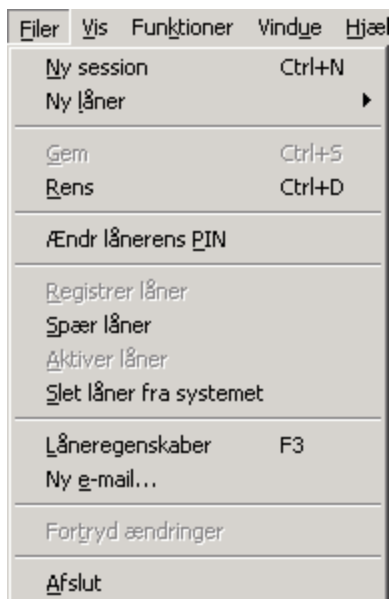 Filer Vis Funktioner Vindue Hjæl
Ny session Ctrl+N
Ny låner
Gem Ctrl+S
Rens Ctrl+D
Ændr lånerens PIN
Registrer låner
Spær låner
Aktiver låner
Slet låner fra systemet
Låneregenskaber F3
Ny e-mail...
Fortryd ændringer
Afslut